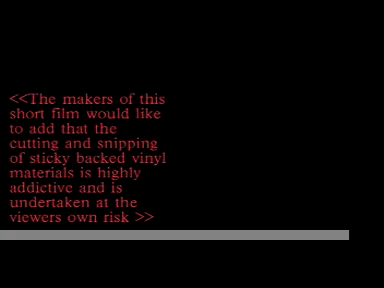 <<The makers of this
short film would like
to add that the
cutting and snipping
of sticky backed vinyl
materials is highly
addictive and is
undertaken at the
viewers own risk >>